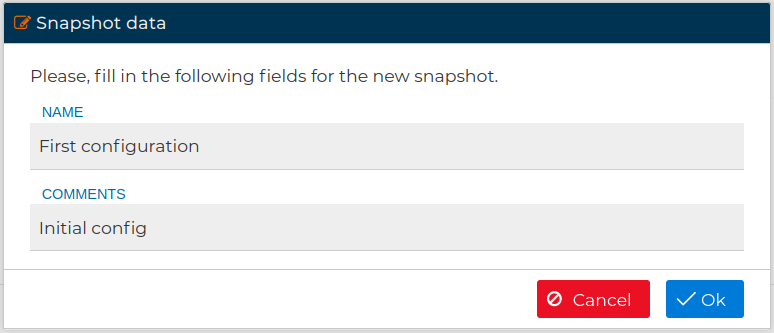 Snapshot data
Please, fill in the following fields for the new snapshot.
NAME
First configuration
COMMENTS
Initial config
Cancel Ok